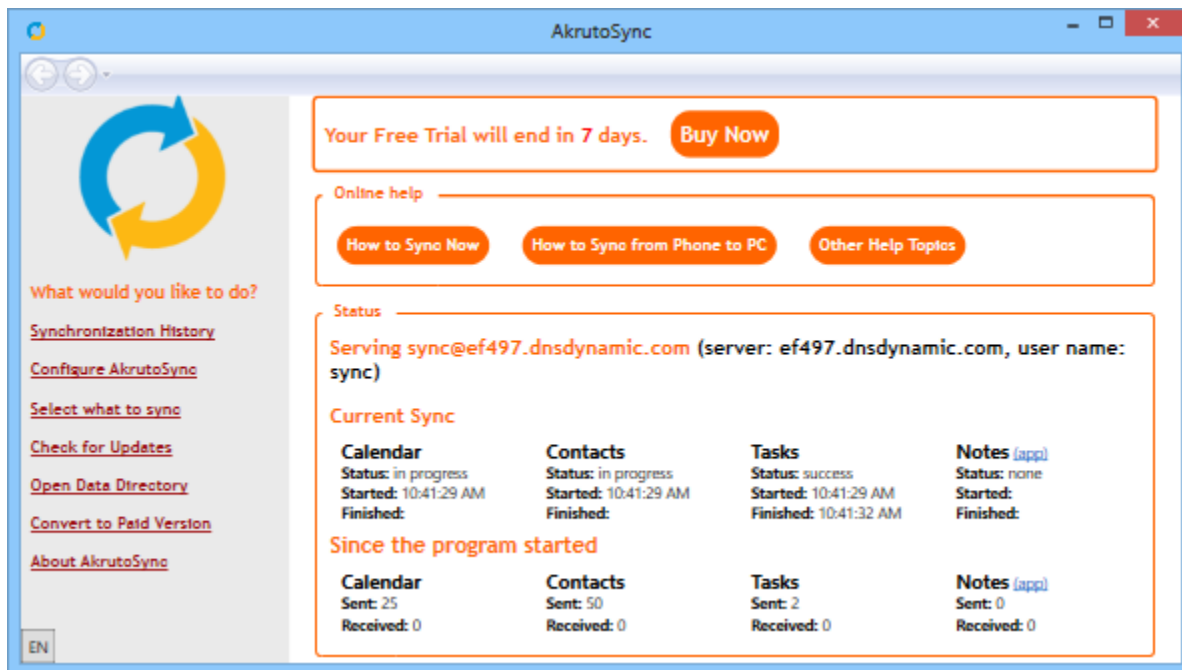 AkrutoSync
Your Free Trial will end in 7 days. Buy Now
Online help
How to Sync Now How to Sync from Phone to PC Other Help Topics
What would you like to do?
Synchronization History
Configure AkrutoSync
Select what to sync
Check for Updates
Open Data Directory
Convert to Paid Version
About AkrutoSync
EN
Status
Serving sync@ef497.dnsdynamic.com (server: ef497.dnsdynamic.com, user name:
sync)
Current Sync
Calendar Contacts Tasks Notes (app)
Status: in progress Status: in progress Status: success Status: none
Started: 10:41:29 AM Started: 10:41:29 AM Started: 10:41:29 AM Started:
Finished: Finished: Finished: 10:41:32 AM Finished:
Since the program started
Calendar Contacts Tasks Notes (app)
Sent: 25 Sent: 50 Sent: 2 Sent: 0
Received: 0 Received: 0 Received: 0 Received: 0